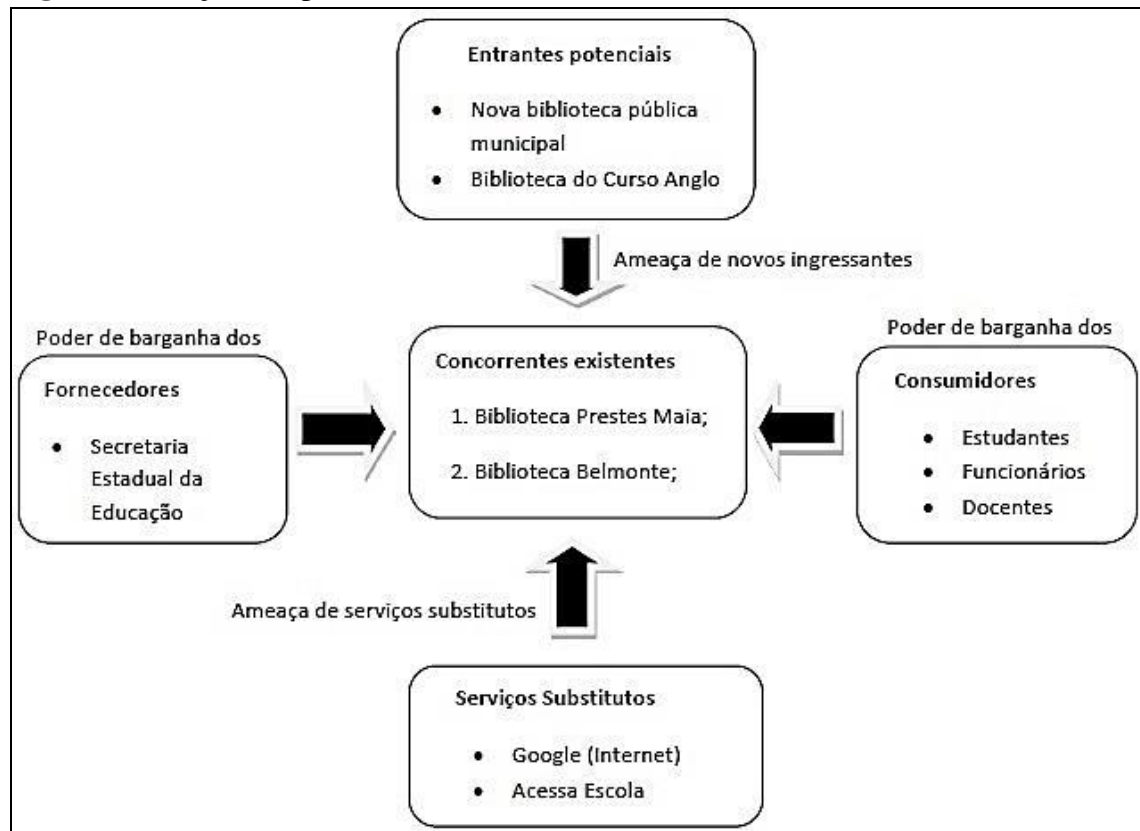 Entrantes potenciais
• Nova biblioteca pública
municipal
• Biblioteca do Curso Anglo
Ameaça de novos ingressantes
Poder de barganha dos
Fornecedores
• Secretaria
Estadual da
Educação
Concorrentes existentes
1. Biblioteca Prestes Maia;
2. Biblioteca Belmonte;
Poder de barganha dos
Consumidores
• Estudantes
• Funcionários
• Docentes
Ameaça de serviços substitutos
Serviços Substitutos
• Google (Internet)
• Acessa Escola